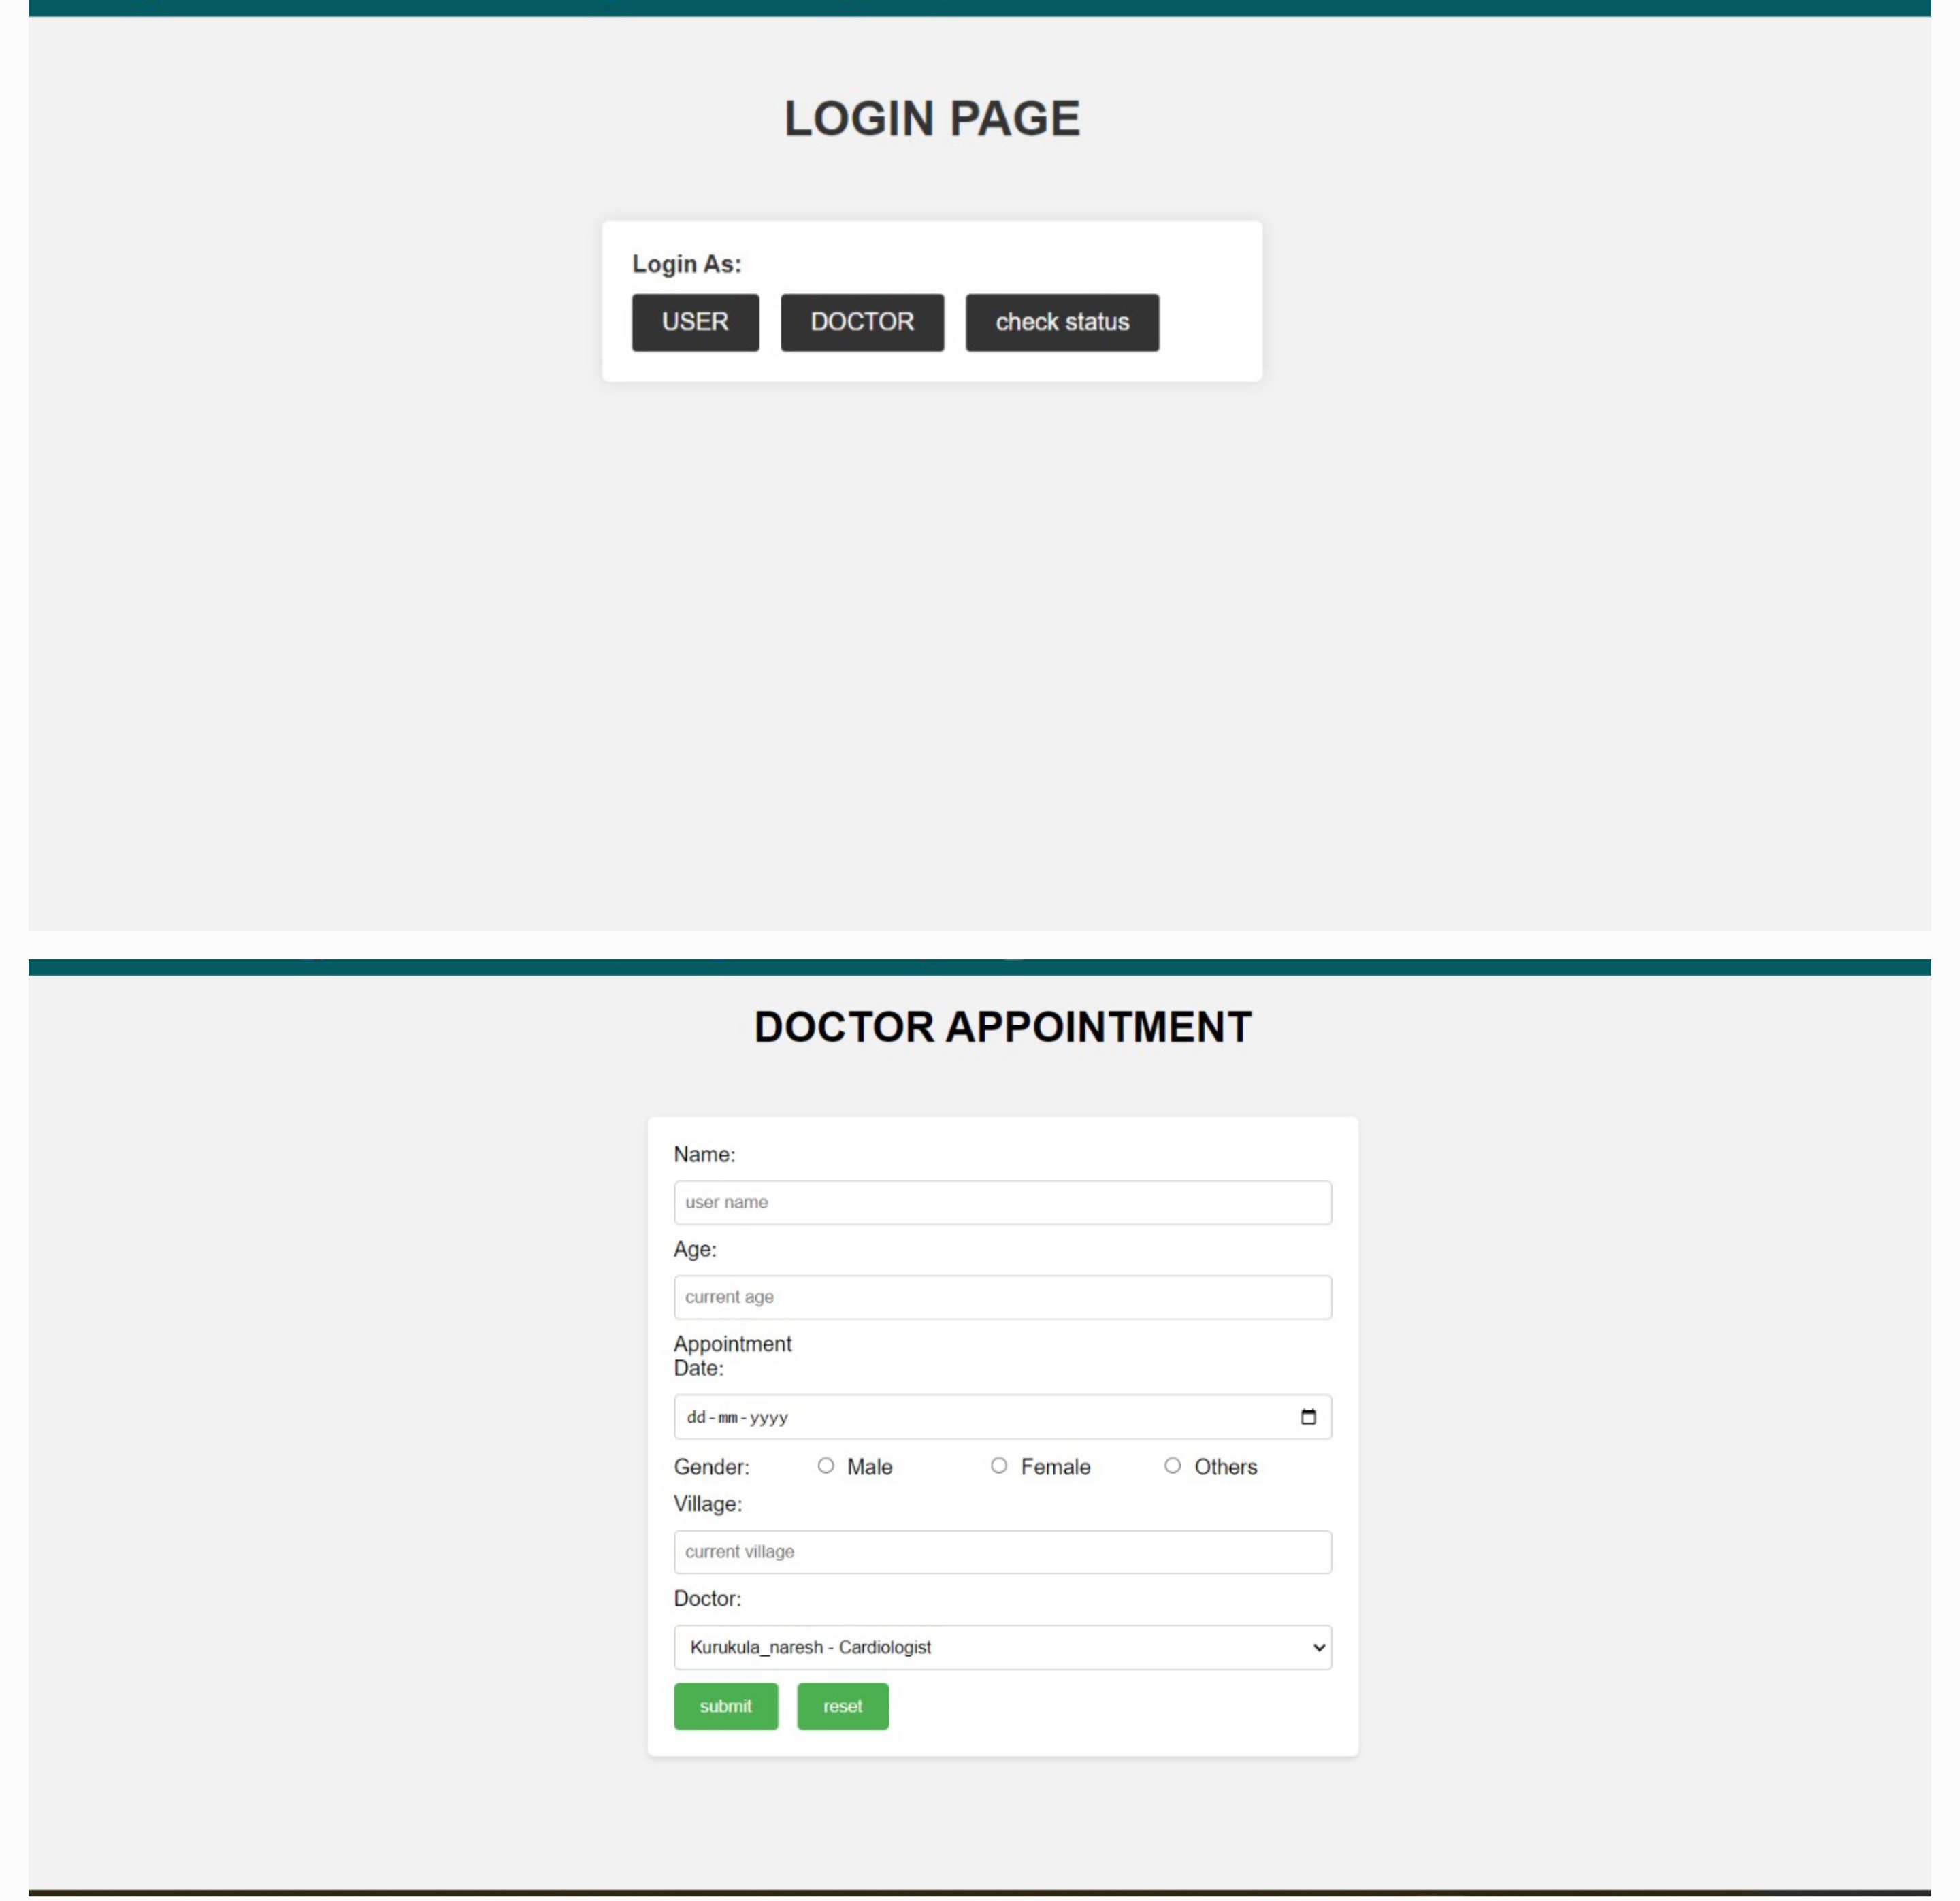 LOGIN PAGE
Login As:
USER DOCTOR check status
DOCTOR APPOINTMENT
Name:
user name
Age:
current age
Appointment
Date:
dd-mm-yyyy
Gender: Male Female Others
Village:
current village
Doctor:
Kurukula_naresh - Cardiologist
submit reset